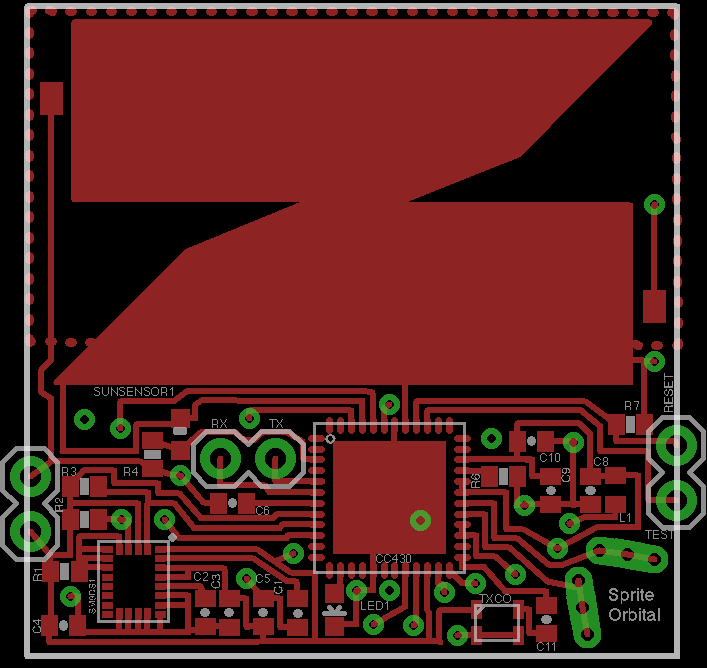 SUNSENSOR1
RESET
R7
RX
TX
R3
R4
R6
C10
C9
C8
R2
C6
L1
TEST
CC430
R1
C2
C3
C5
C1
LED1
TXCO
Sprite
Orbital
C4
C11